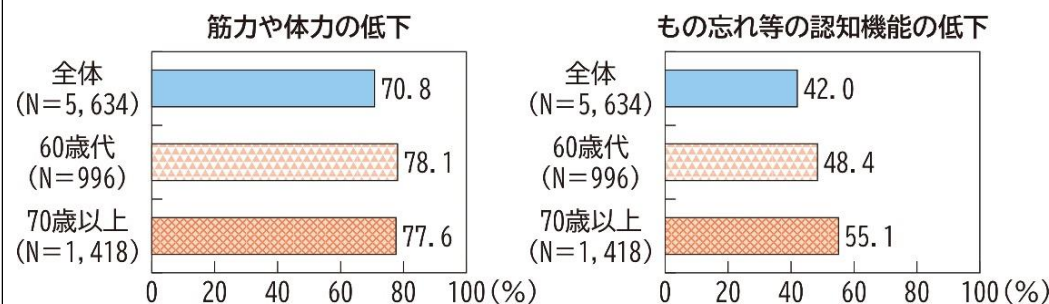 筋力や体力の低下
全体
(N＝5,634)
70.8
60歳代
(N＝996)
78.1
70歳以上
(N＝1,418)
77.6
0 20 40 60 80 100(%)
もの忘れ等の認知機能の低下
全体
(N＝5,634)
42.0
60歳代
(N＝996)
48.4
70歳以上
(N＝1,418)
55.1
0 20 40 60 80 100(%)